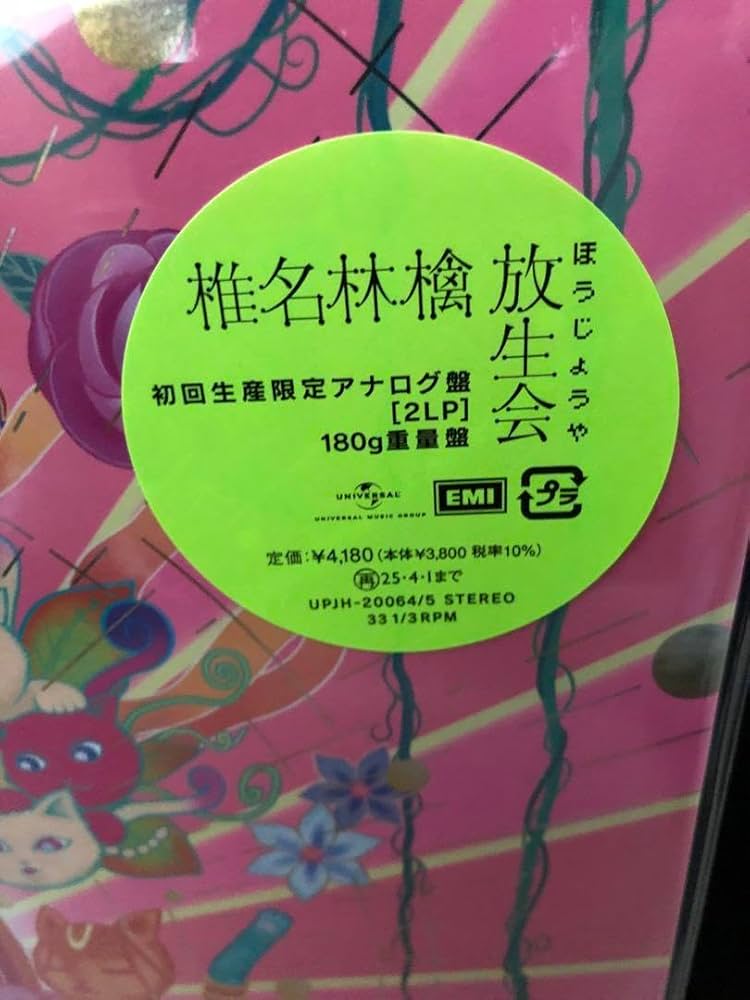 椎名林檎
放生会
ほうじょうや
初回生産限定アナログ盤
[2LP]
180g重量盤
UNIVERSAL
UNIVERSAL MUSIC GROUP
EMI
プラ
定価:¥4,180(本体¥3,800 税率10%)
再25・4・1まで
UPJH-20064/5 STEREO
33 1/3RPM